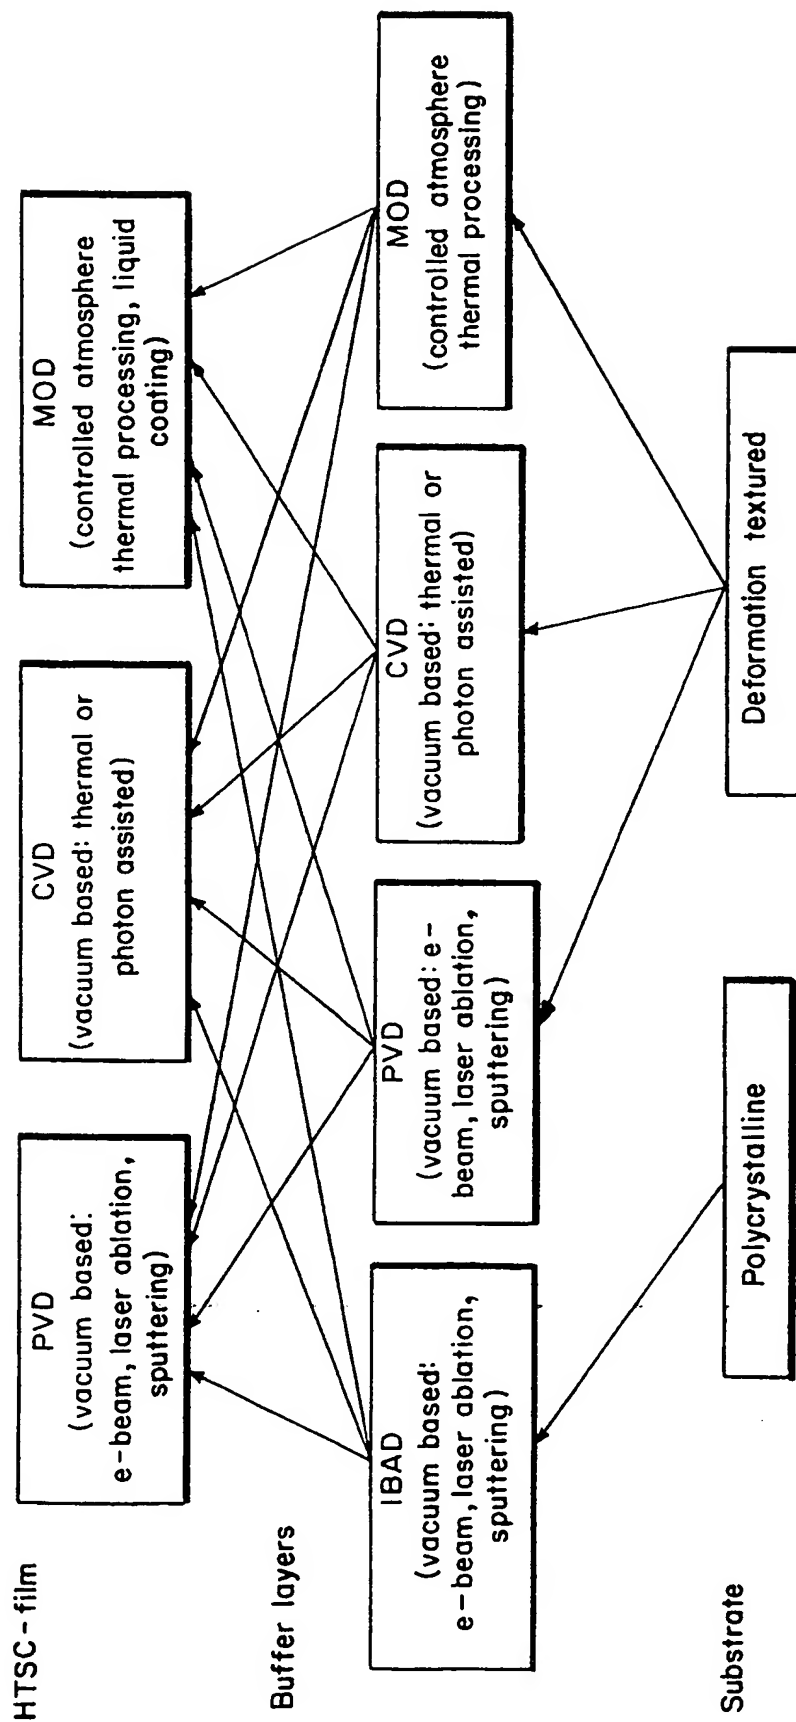 HTSC-film
PVD
(vacuum based:
e-beam, laser ablation,
sputtering)
CVD
(vacuum based: thermal or
photon assisted)
MOD
(controlled atmosphere
thermal processing, liquid
coating)
Buffer layers
IBAD
(vacuum based:
e-beam, laser ablation,
sputtering)
PVD
(vacuum based: e-
beam, laser ablation,
sputtering)
CVD
(vacuum based: thermal or
photon assisted)
MOD
(controlled atmosphere
thermal processing)
Substrate
Polycrystalline
Deformation textured